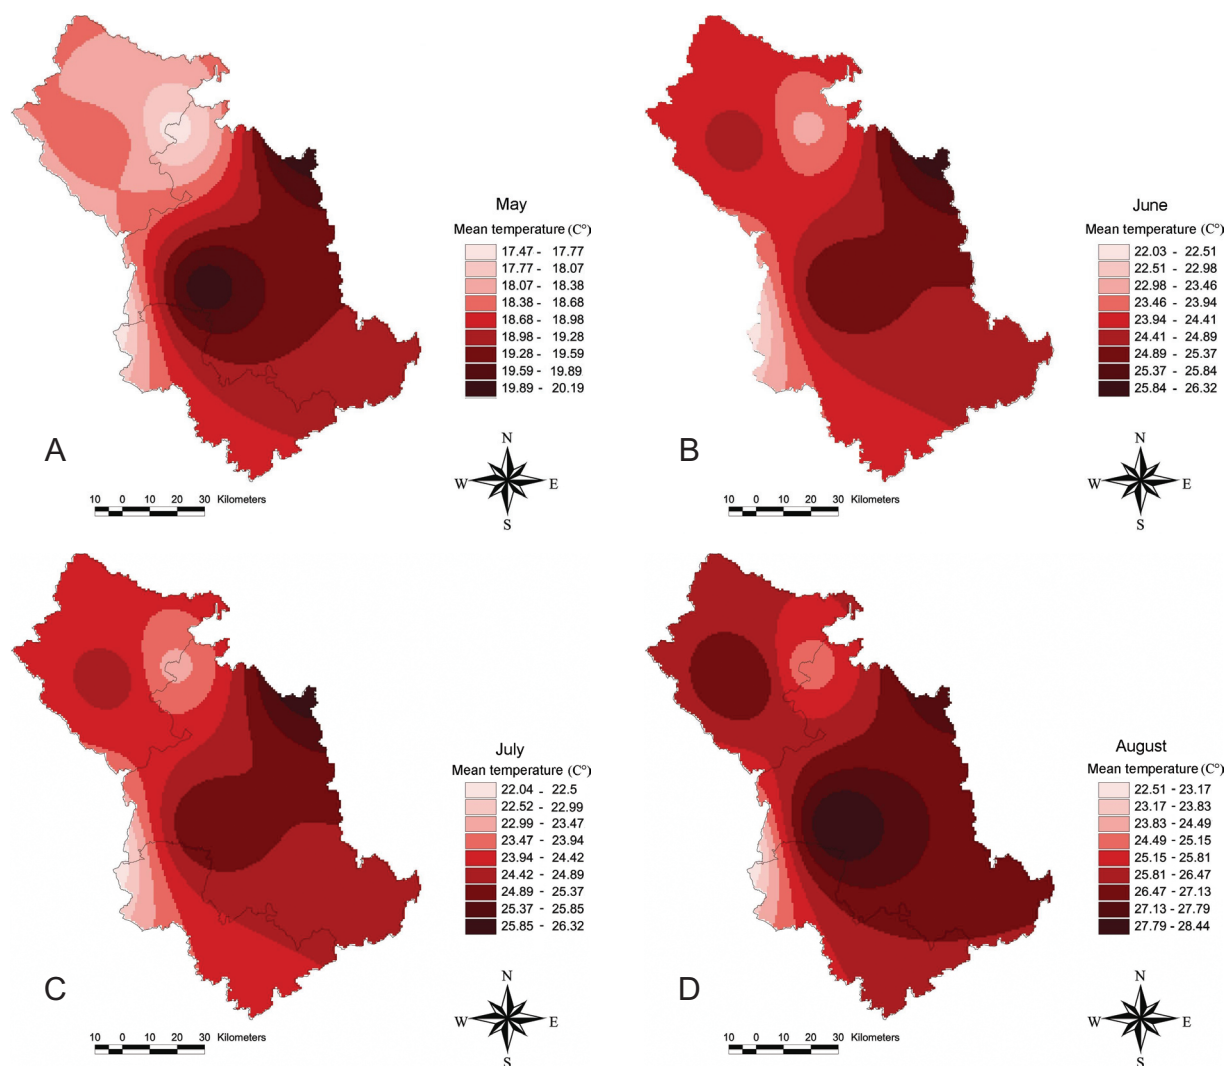 May
Mean temperature (C°)
17.47 - 17.77
17.77 - 18.07
18.07 - 18.38
18.38 - 18.68
18.68 - 18.98
18.98 - 19.28
19.28 - 19.59
19.59 - 19.89
19.89 - 20.19
A
N
W E
S
10 0 10 20 30 Kilometers
June
Mean temperature (C°)
22.03 - 22.51
22.51 - 22.98
22.98 - 23.46
23.46 - 23.94
23.94 - 24.41
24.41 - 24.89
24.89 - 25.37
25.37 - 25.84
25.84 - 26.32
B
N
W E
S
10 0 10 20 30 Kilometers
July
Mean temperature (C°)
22.04 - 22.5
22.52 - 22.99
22.99 - 23.47
23.47 - 23.94
23.94 - 24.42
24.42 - 24.89
24.89 - 25.37
25.37 - 25.85
25.85 - 26.32
C
N
W E
S
10 0 10 20 30 Kilometers
August
Mean temperature (C°)
22.51 - 23.17
23.17 - 23.83
23.83 - 24.49
24.49 - 25.15
25.15 - 25.81
25.81 - 26.47
26.47 - 27.13
27.13 - 27.79
27.79 - 28.44
D
N
W E
S
10 0 10 20 30 Kilometers